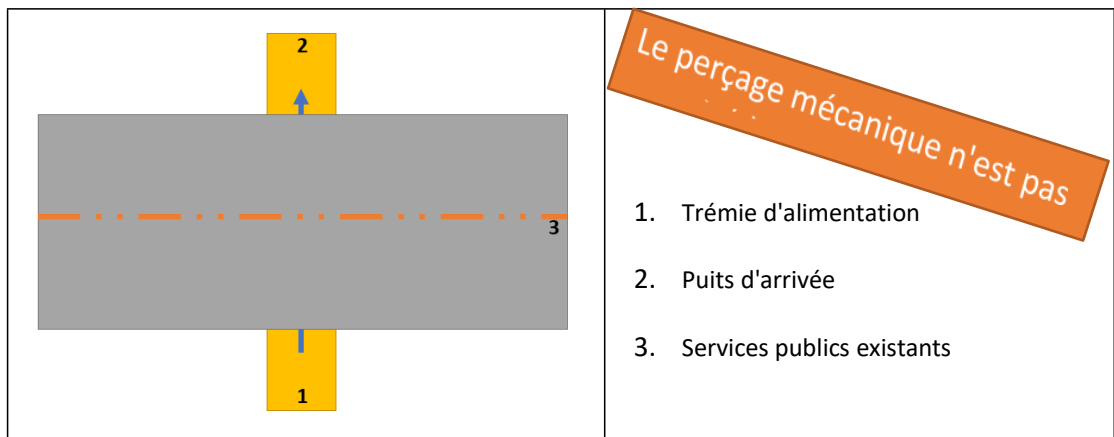 2
3
1
Le perçage mécanique n'est pas
1. Trémie d'alimentation
2. Puits d'arrivée
3. Services publics existants